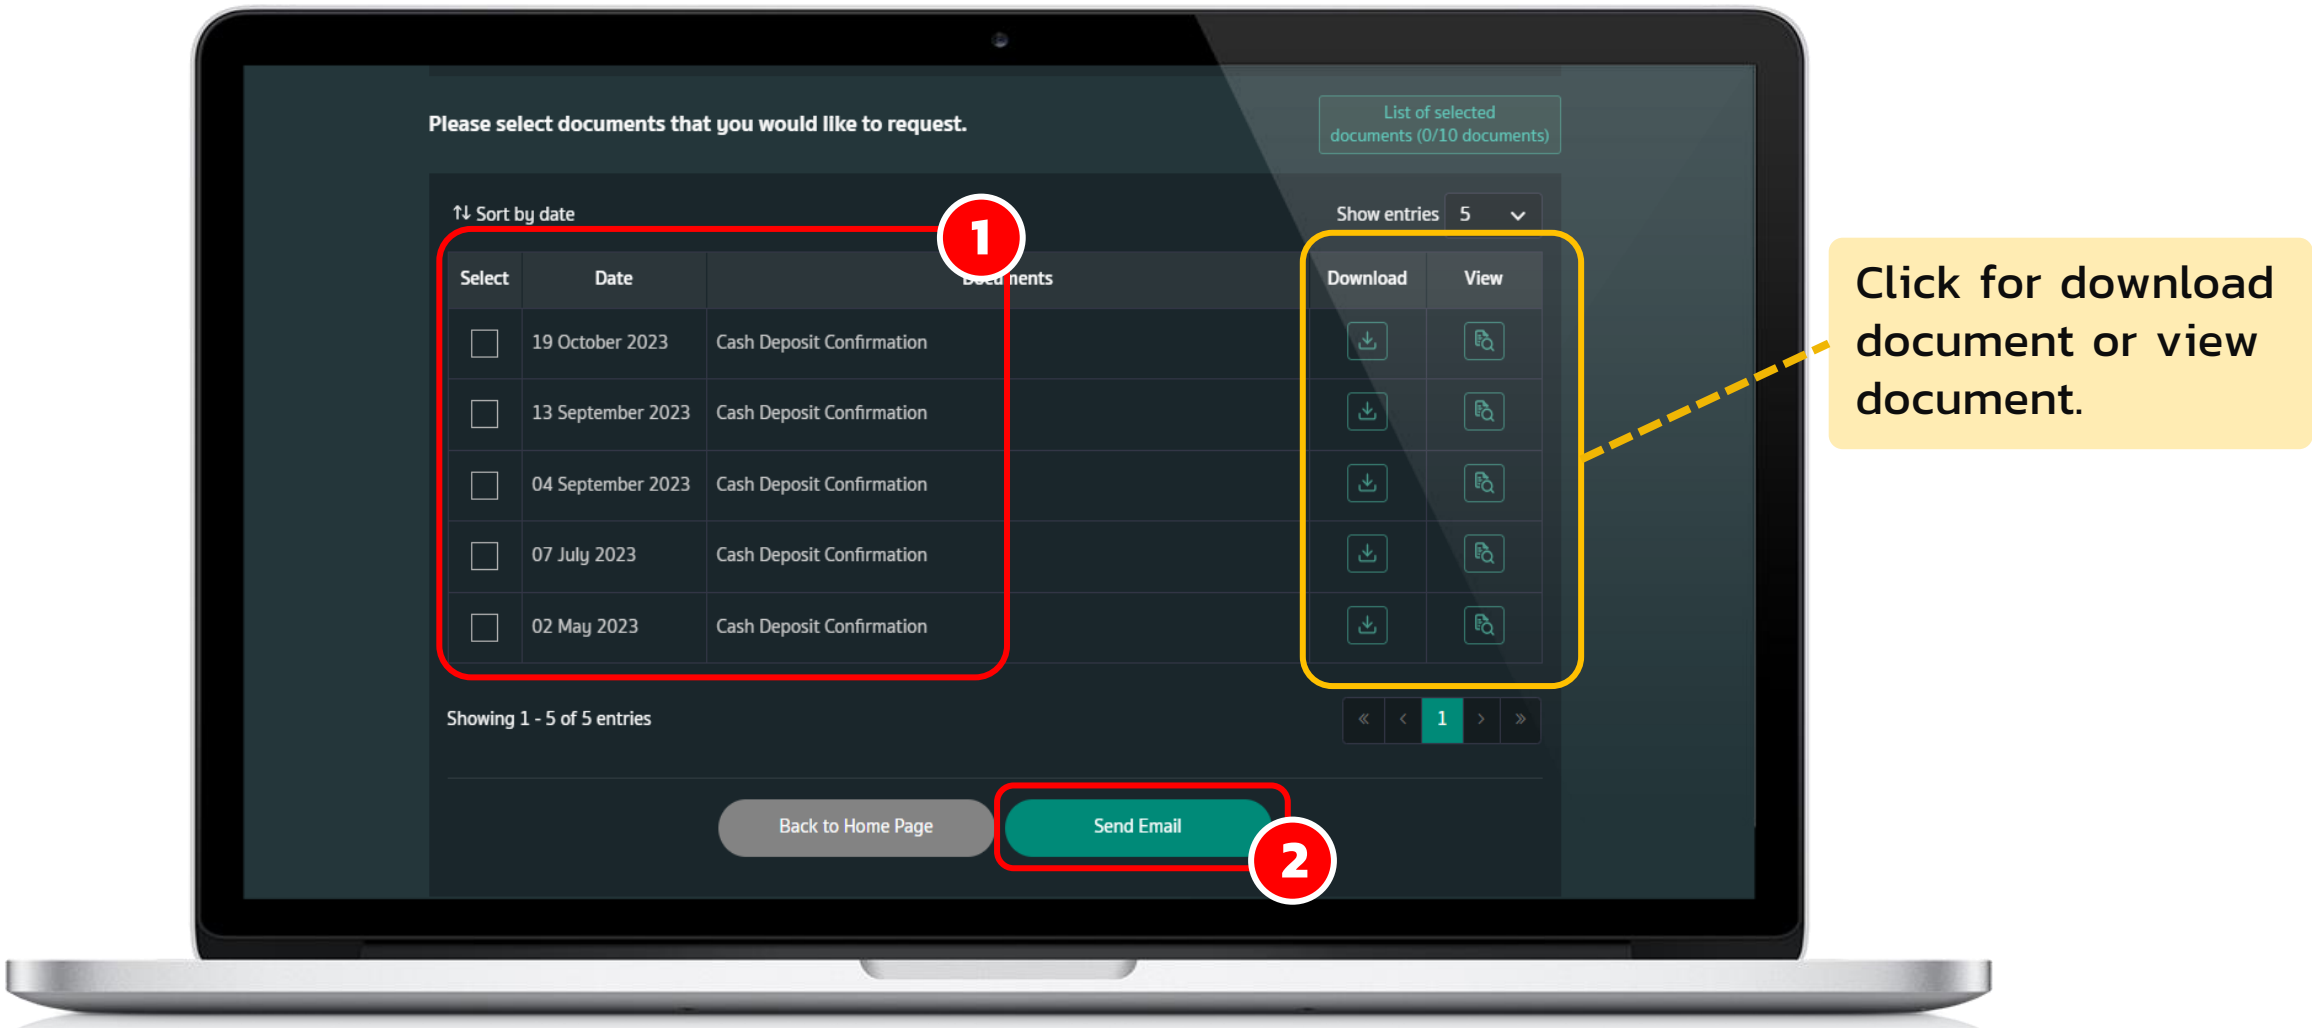 Please select documents that you would like to request.
List of selected
documents (0/10 documents)
Sort by date
Show entries 5
1
Select Date Documents Download View
19 October 2023 Cash Deposit Confirmation
13 September 2023 Cash Deposit Confirmation
04 September 2023 Cash Deposit Confirmation
07 July 2023 Cash Deposit Confirmation
02 May 2023 Cash Deposit Confirmation
Showing 1 - 5 of 5 entries
« < 1 > »
Back to Home Page Send Email
2
Click for download
document or view
document.